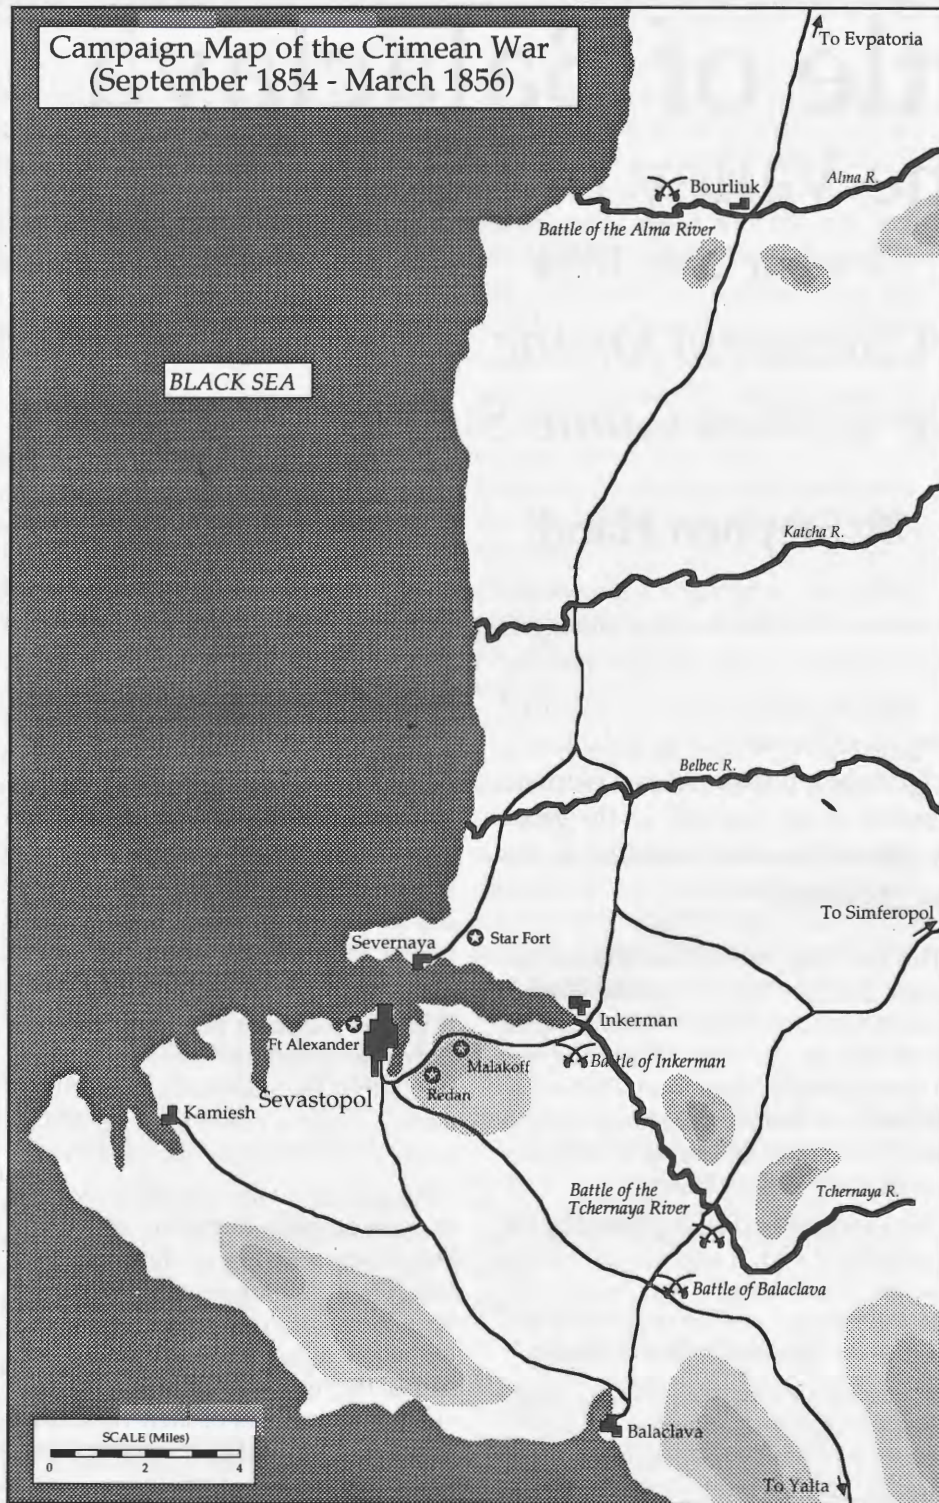 Campaign Map of the Crimean War
(September 1854 - March 1856)
To Evpatoria
Bourliuk
Alma R.
Battle of the Alma River
BLACK SEA
Katcha R.
Belbec R.
To Simferopol
Severnaya
Star Fort
Inkerman
Ft Alexander
Malakoff
Battle of Inkerman
Redan
Sevastopol
Kamiesh
Battle of the
Tchernaya River
Tchernaya R.
Battle of Balaclava
SCALE (Miles)
0 2 4
Balaclava
To Yalta